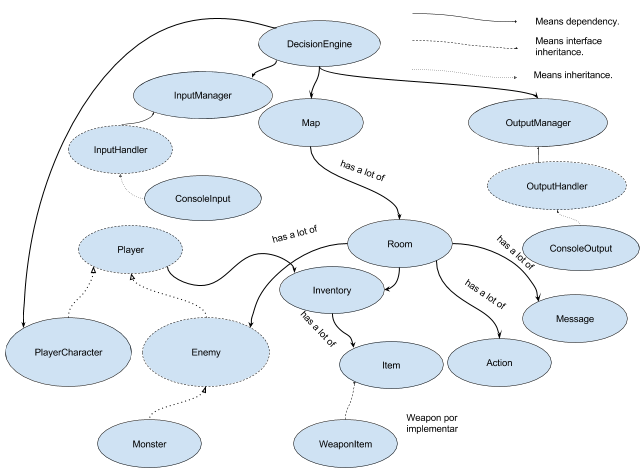 Means dependency.
DecisionEngine
Means interface
inheritance.
Means inheritance.
InputManager
Map
OutputManager
InputHandler
has a lot of
OutputHandler
ConsoleInput
has a lot of
Player
Room
has a lot of
ConsoleOutput
Inventory
has a lot of
Message
has a lot of
PlayerCharacter
Enemy
Item
Action
Weapon por
implementar
Monster
WeaponItem